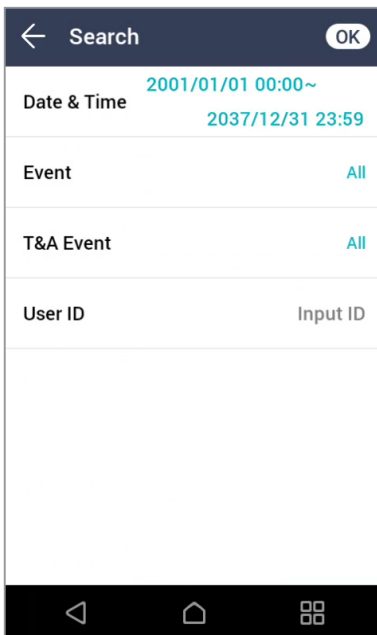 Search OK
Date & Time 2001/01/01 00:00~
2037/12/31 23:59
Event All
T&A Event All
User ID Input ID